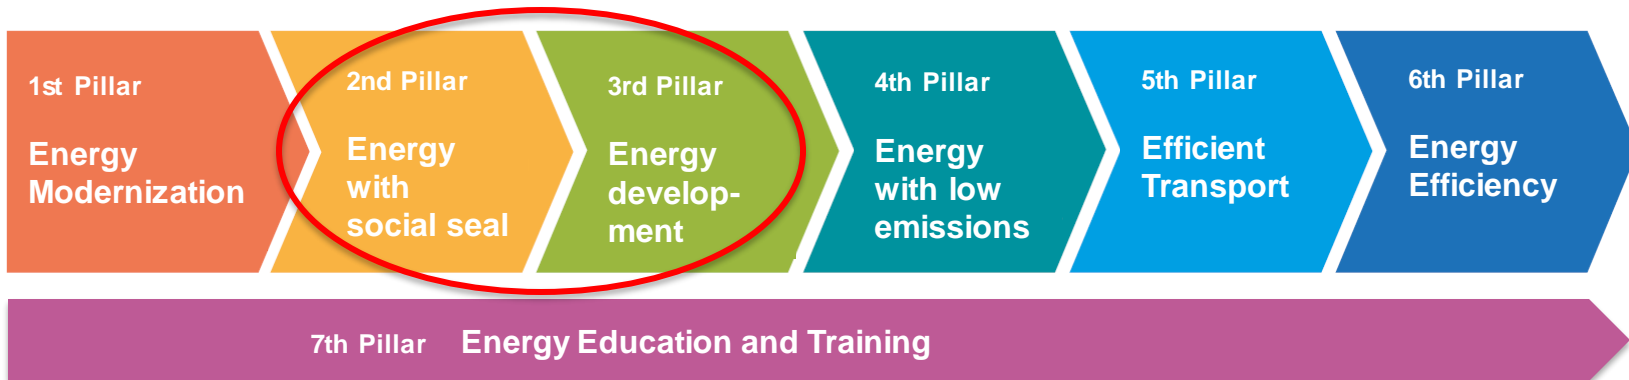 1st Pillar
Energy
Modernization
2nd Pillar
Energy
with
social seal
3rd Pillar
Energy
develop-
ment
4th Pillar
Energy
with low
emissions
5th Pillar
Efficient
Transport
6th Pillar
Energy
Efficiency
7th Pillar Energy Education and Training